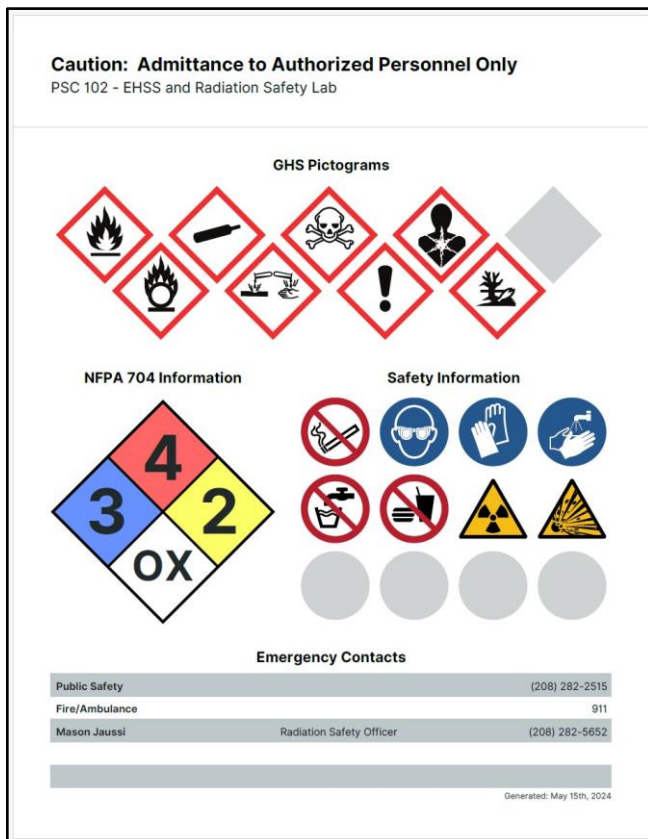 Caution:  Admittance to Authorized Personnel Only
PSC 102 - EHSS and Radiation Safety Lab
GHS Pictograms
NFPA 704 Information
Safety Information
4
3
2
OX
Emergency Contacts
Public Safety (208) 282-2515
Fire/Ambulance 911
Mason Jaussi Radiation Safety Officer (208) 282-5652
Generated: May 15th, 2024